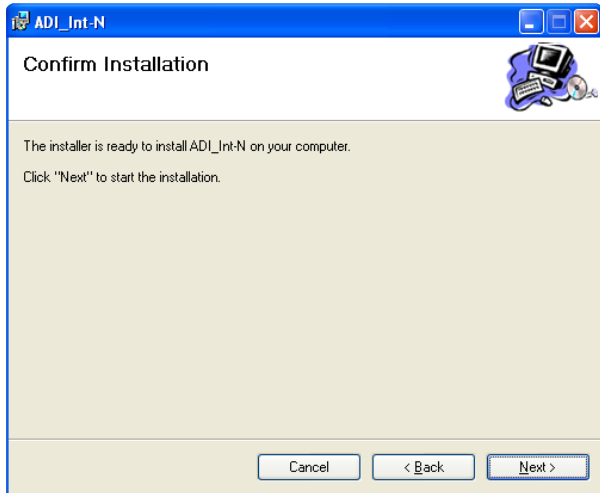 ADI_Int-N
Confirm Installation
The installer is ready to install ADI_Int-N on your computer.
Click "Next" to start the installation.
Cancel
< Back
Next >